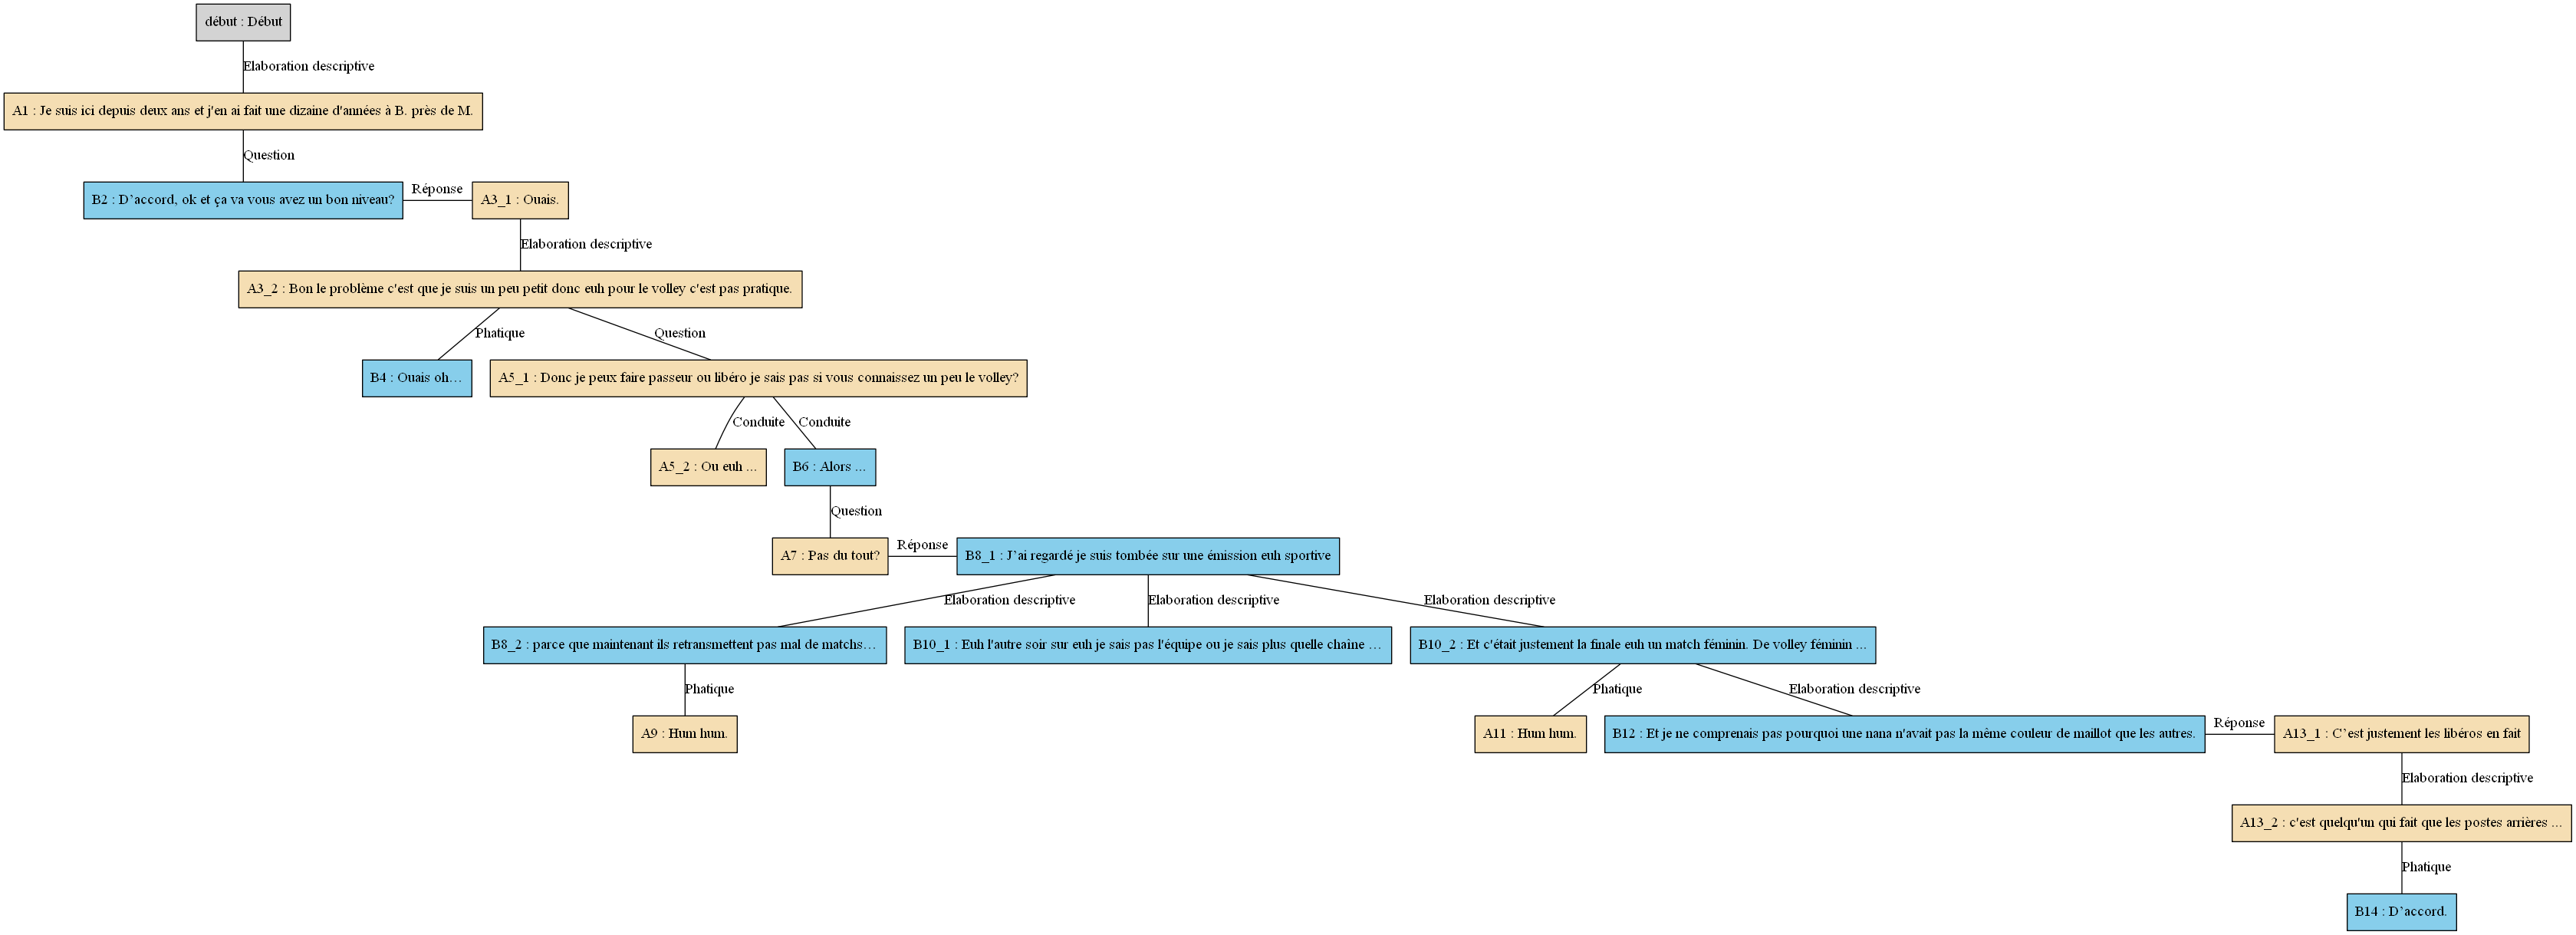 début : Début
Elaboration descriptive
A1 : Je suis ici depuis deux ans et j'en ai fait une dizaine d'années à B. près de M.
Question
B2 : D’accord, ok et ça va vous avez un bon niveau?
Réponse
A3_1 : Ouais.
Elaboration descriptive
A3_2 : Bon le problème c'est que je suis un peu petit donc euh pour le volley c'est pas pratique.
Phatique
Question
B4 : Ouais oh…
A5_1 : Donc je peux faire passeur ou libéro je sais pas si vous connaissez un peu le volley?
Conduite
Conduite
A5_2 : Ou euh ...
B6 : Alors ...
Question
A7 : Pas du tout?
Réponse
B8_1 : J’ai regardé je suis tombée sur une émission euh sportive
Elaboration descriptive
Elaboration descriptive
Elaboration descriptive
B8_2 : parce que maintenant ils retransmettent pas mal de matchs…
B10_1 : Euh l'autre soir sur euh je sais pas l'équipe ou je sais plus quelle chaîne …
B10_2 : Et c'était justement la finale euh un match féminin. De volley féminin ...
Phatique
Phatique
Elaboration descriptive
A9 : Hum hum.
A11 : Hum hum.
B12 : Et je ne comprenais pas pourquoi une nana n'avait pas la même couleur de maillot que les autres.
Réponse
A13_1 : C’est justement les libéros en fait
Elaboration descriptive
A13_2 : c'est quelqu'un qui fait que les postes arrières ...
Phatique
B14 : D’accord.